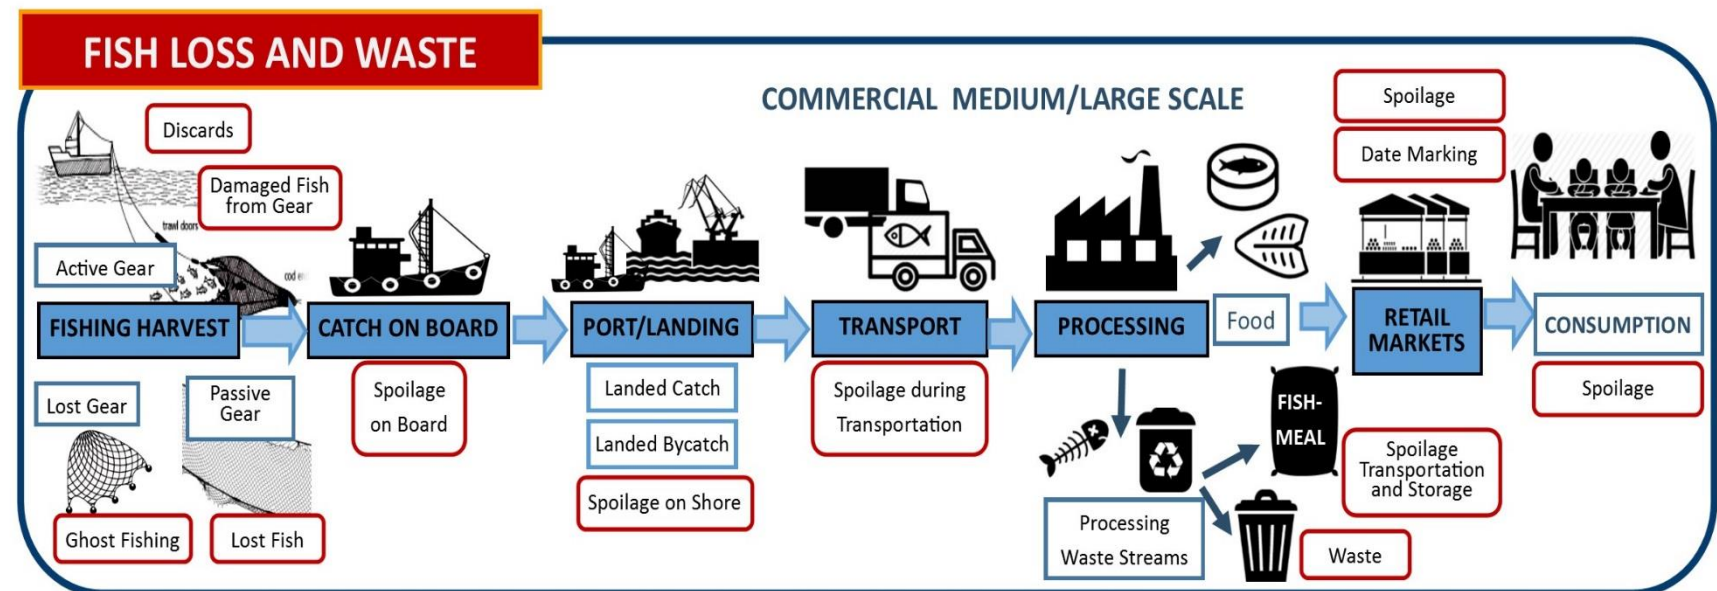 FISH LOSS AND WASTE
COMMERCIAL MEDIUM/LARGE SCALE
Discards
Damaged Fish
from Gear
trawl doors
Active Gear
cod
FISHING HARVEST
CATCH ON BOARD
PORT/LANDING
TRANSPORT
PROCESSING
Food
Spoilage
Date Marking
RETAIL
MARKETS
CONSUMPTION
Lost Gear
Passive
Gear
Ghost Fishing
Lost Fish
Spoilage
on Board
Landed Catch
Landed Bycatch
Spoilage on Shore
Spoilage during
Transportation
Processing
Waste Streams
FISH-
MEAL
Spoilage
Transportation
and Storage
Waste
Spoilage